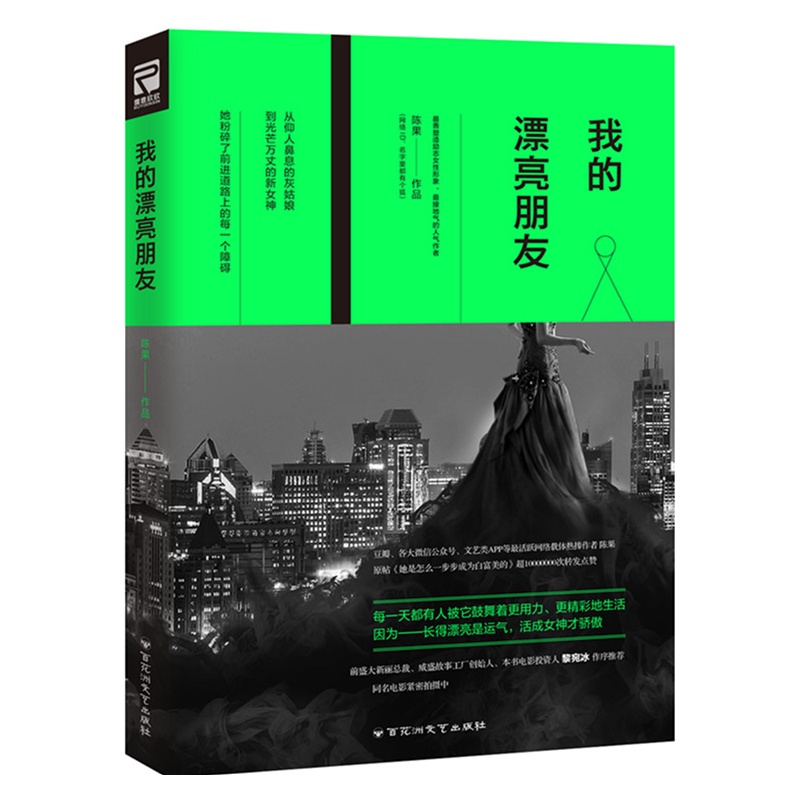 儒意欣欣
RUYIXINXIN
我的漂亮朋友
陈果——作品
我的
漂亮朋友
最善塑造励志女性形象、最接地气的人气作者
陈果——作品
(网络ID,名字里都有个狐)
从仰人鼻息的灰姑娘
到光芒万丈的新女神
她粉碎了前进道路上的每一个障碍
豆瓣、各大微信公众号、文艺类APP等最活跃网络载体热捧作者 陈果
原帖《她是怎么一步步成为白富美的》超10000000次转发点赞
每一天都有人被它鼓舞着更用力、更精彩地生活
因为——长得漂亮是运气,活成女神才骄傲
前盛大新丽总裁、威盛故事工厂创始人、本书电影投资人 黎宛冰 作序推荐
同名电影紧密拍摄中
百花洲文艺出版社
百花洲文艺出版社